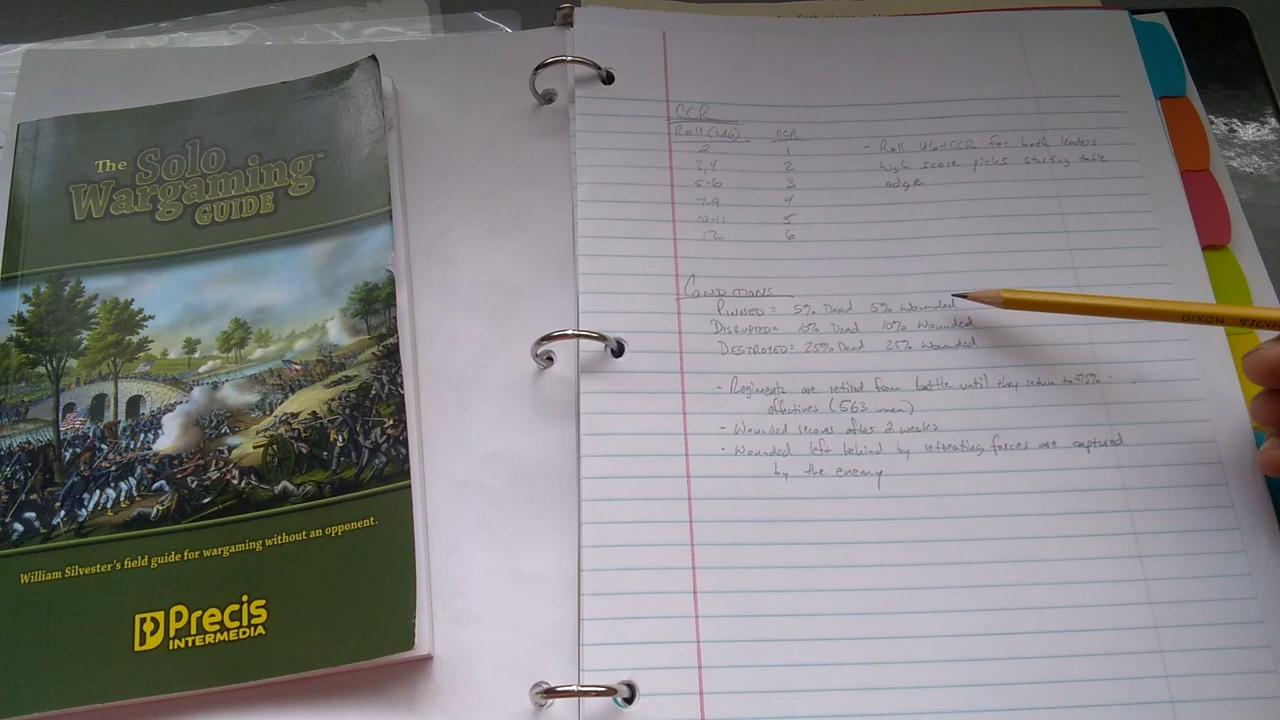 The Solo
Wargaming™
GUIDE
William Silvester's field guide for wargaming without an opponent.
Precis
INTERMEDIA
CCR
Roll (2d6) CCR
2 1
3,4 2
5-6 3
7-9 4
10-11 5
12 6
- Roll 1d6+CCR for both leaders
high score picks starting table
edge
CONDITIONS
PINNED = 5% Dead 5% Wounded
DISRUPTED = 10% Dead 10% Wounded
DESTROYED = 25% Dead 25% Wounded
- Regiments are retired from battle until they return to 75%
effectives (563 men)
- Wounded recover after 2 weeks
- Wounded left behind by retreating forces are captured
by the enemy
DIXON